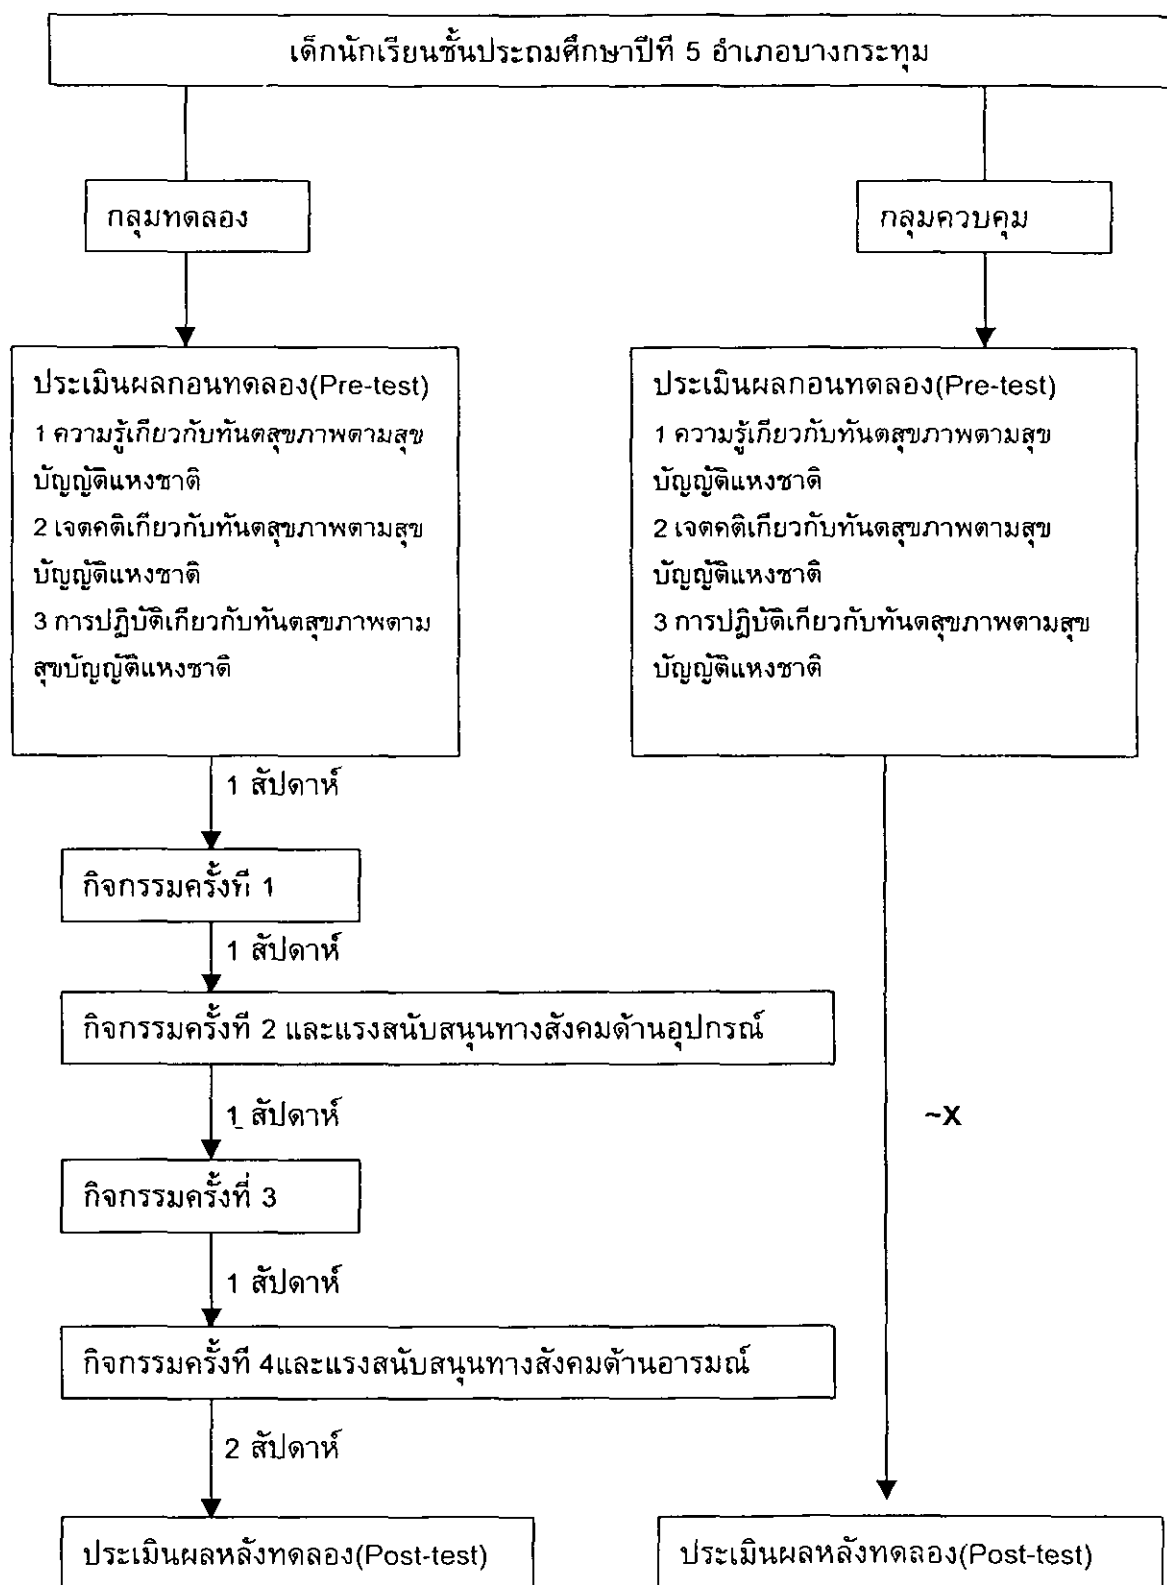 เด็กนักเรียนชั้นประถมศึกษาปีที 5 อำเภอบางกระทุม
กลุมทดลอง
กลุมควบคุม
ประเมินผลกอนทดลอง(Pre-test)
1 ความรู้เกียวกับทันตสุขภาพตามสุข
บัญญัติแหงชาติ
2 เจตคติเกียวกับทันตสุขภาพตามสุข
บัญญัติแหงชาติ
3 การปฏิบัติเกียวกับทันตสุขภาพตาม
สุขบัญญัติแหงชาติ
ประเมินผลกอนทดลอง(Pre-test)
1 ความรู้เกียวกับทันตสุขภาพตามสุข
บัญญัติแหงชาติ
2 เจตคติเกียวกับทันตสุขภาพตามสุข
บัญญัติแหงชาติ
3 การปฏิบัติเกียวกับทันตสุขภาพตามสุข
บัญญัติแหงชาติ
1 สัปดาห์
กิจกรรมครั้งที 1
1 สัปดาห์
กิจกรรมครั้งที 2 และแรงสนับสนุนทางสังคมด้านอุปกรณ์
1 สัปดาห์
~X
กิจกรรมครั้งที่ 3
1 สัปดาห์
กิจกรรมครั้งที 4และแรงสนับสนุนทางสังคมด้านอารมณ์
2 สัปดาห์
ประเมินผลหลังทดลอง(Post-test)
ประเมินผลหลังทดลอง(Post-test)